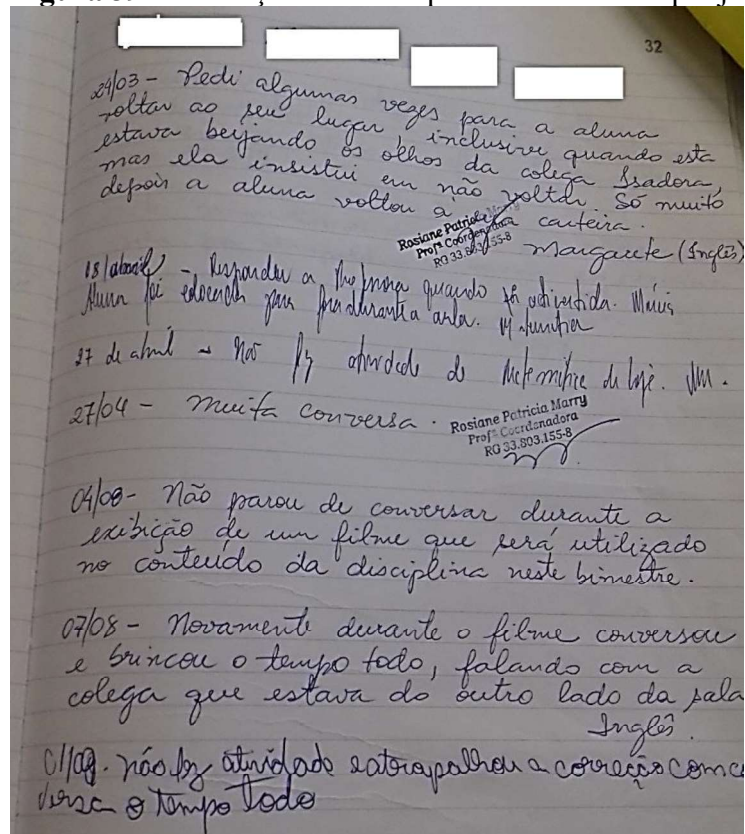 32
24/03 - Pedi algumas vezes para a aluna
voltar ao seu lugar, inclusive quando esta
estava beijando os olhos da colega Isadora,
mas ela insistiu em não voltar. Só muito
depois a aluna voltou à carteira.
Rosiane Patricia Marry
Profª Coordenadora
RG 33.803.155-8
Margarete (Inglês)
18/abril - Respondeu a professora quando foi advertida.
Aluna foi durante a aula.
27 de abril - Não fez atividade de Matemática de hoje.
27/04 - Muita conversa.
Rosiane Patricia Marry
Profª Coordenadora
RG 33.803.155-8
04/08 - Não parou de conversar durante a
exibição de um filme que será utilizado
no conteúdo da disciplina neste bimestre.
07/08 - Novamente durante o filme conversou
e brincou o tempo todo, falando com a
colega que estava do outro lado da sala
Inglês.
não fez atividade e atrapalhou a correção com
o tempo todo